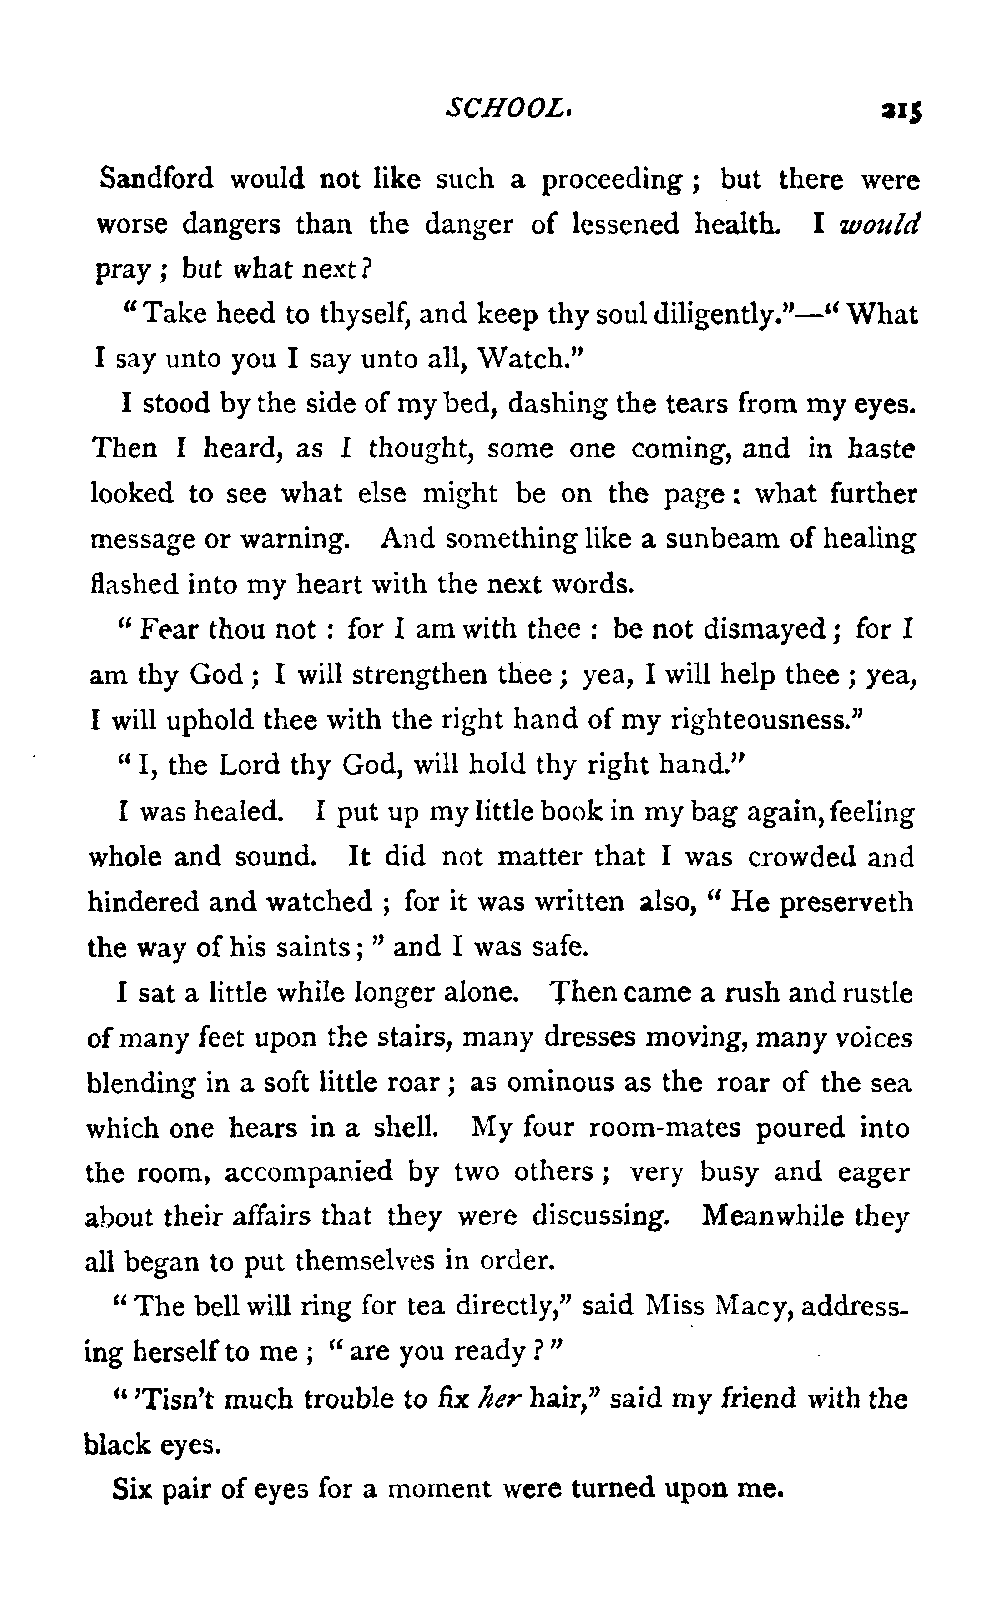 SCHOOL. 215
Sandford would not like such a proceeding ; but there were
worse dangers than the danger of lessened health. I would
pray ; but what next ?
“ Take heed to thyself, and keep thy soul diligently.”—“ What
I say unto you I say unto all, Watch.”
I stood by the side of my bed, dashing the tears from my eyes.
Then I heard, as I thought, some one coming, and in haste
looked to see what else might be on the page : what further
message or warning. And something like a sunbeam of healing
flashed into my heart with the next words.
“ Fear thou not : for I am with thee : be not dismayed ; for I
am thy God ; I will strengthen thee ; yea, I will help thee ; yea,
I will uphold thee with the right hand of my righteousness.”
“ I, the Lord thy God, will hold thy right hand.”
I was healed. I put up my little book in my bag again, feeling
whole and sound. It did not matter that I was crowded and
hindered and watched ; for it was written also, “ He preserveth
the way of his saints ; ” and I was safe.
I sat a little while longer alone. Then came a rush and rustle
of many feet upon the stairs, many dresses moving, many voices
blending in a soft little roar ; as ominous as the roar of the sea
which one hears in a shell. My four room-mates poured into
the room, accompanied by two others ; very busy and eager
about their affairs that they were discussing. Meanwhile they
all began to put themselves in order.
“ The bell will ring for tea directly,” said Miss Macy, address-
ing herself to me ; “ are you ready ? ”
“ ’Tisn’t much trouble to fix her hair,” said my friend with the
black eyes.
Six pair of eyes for a moment were turned upon me.